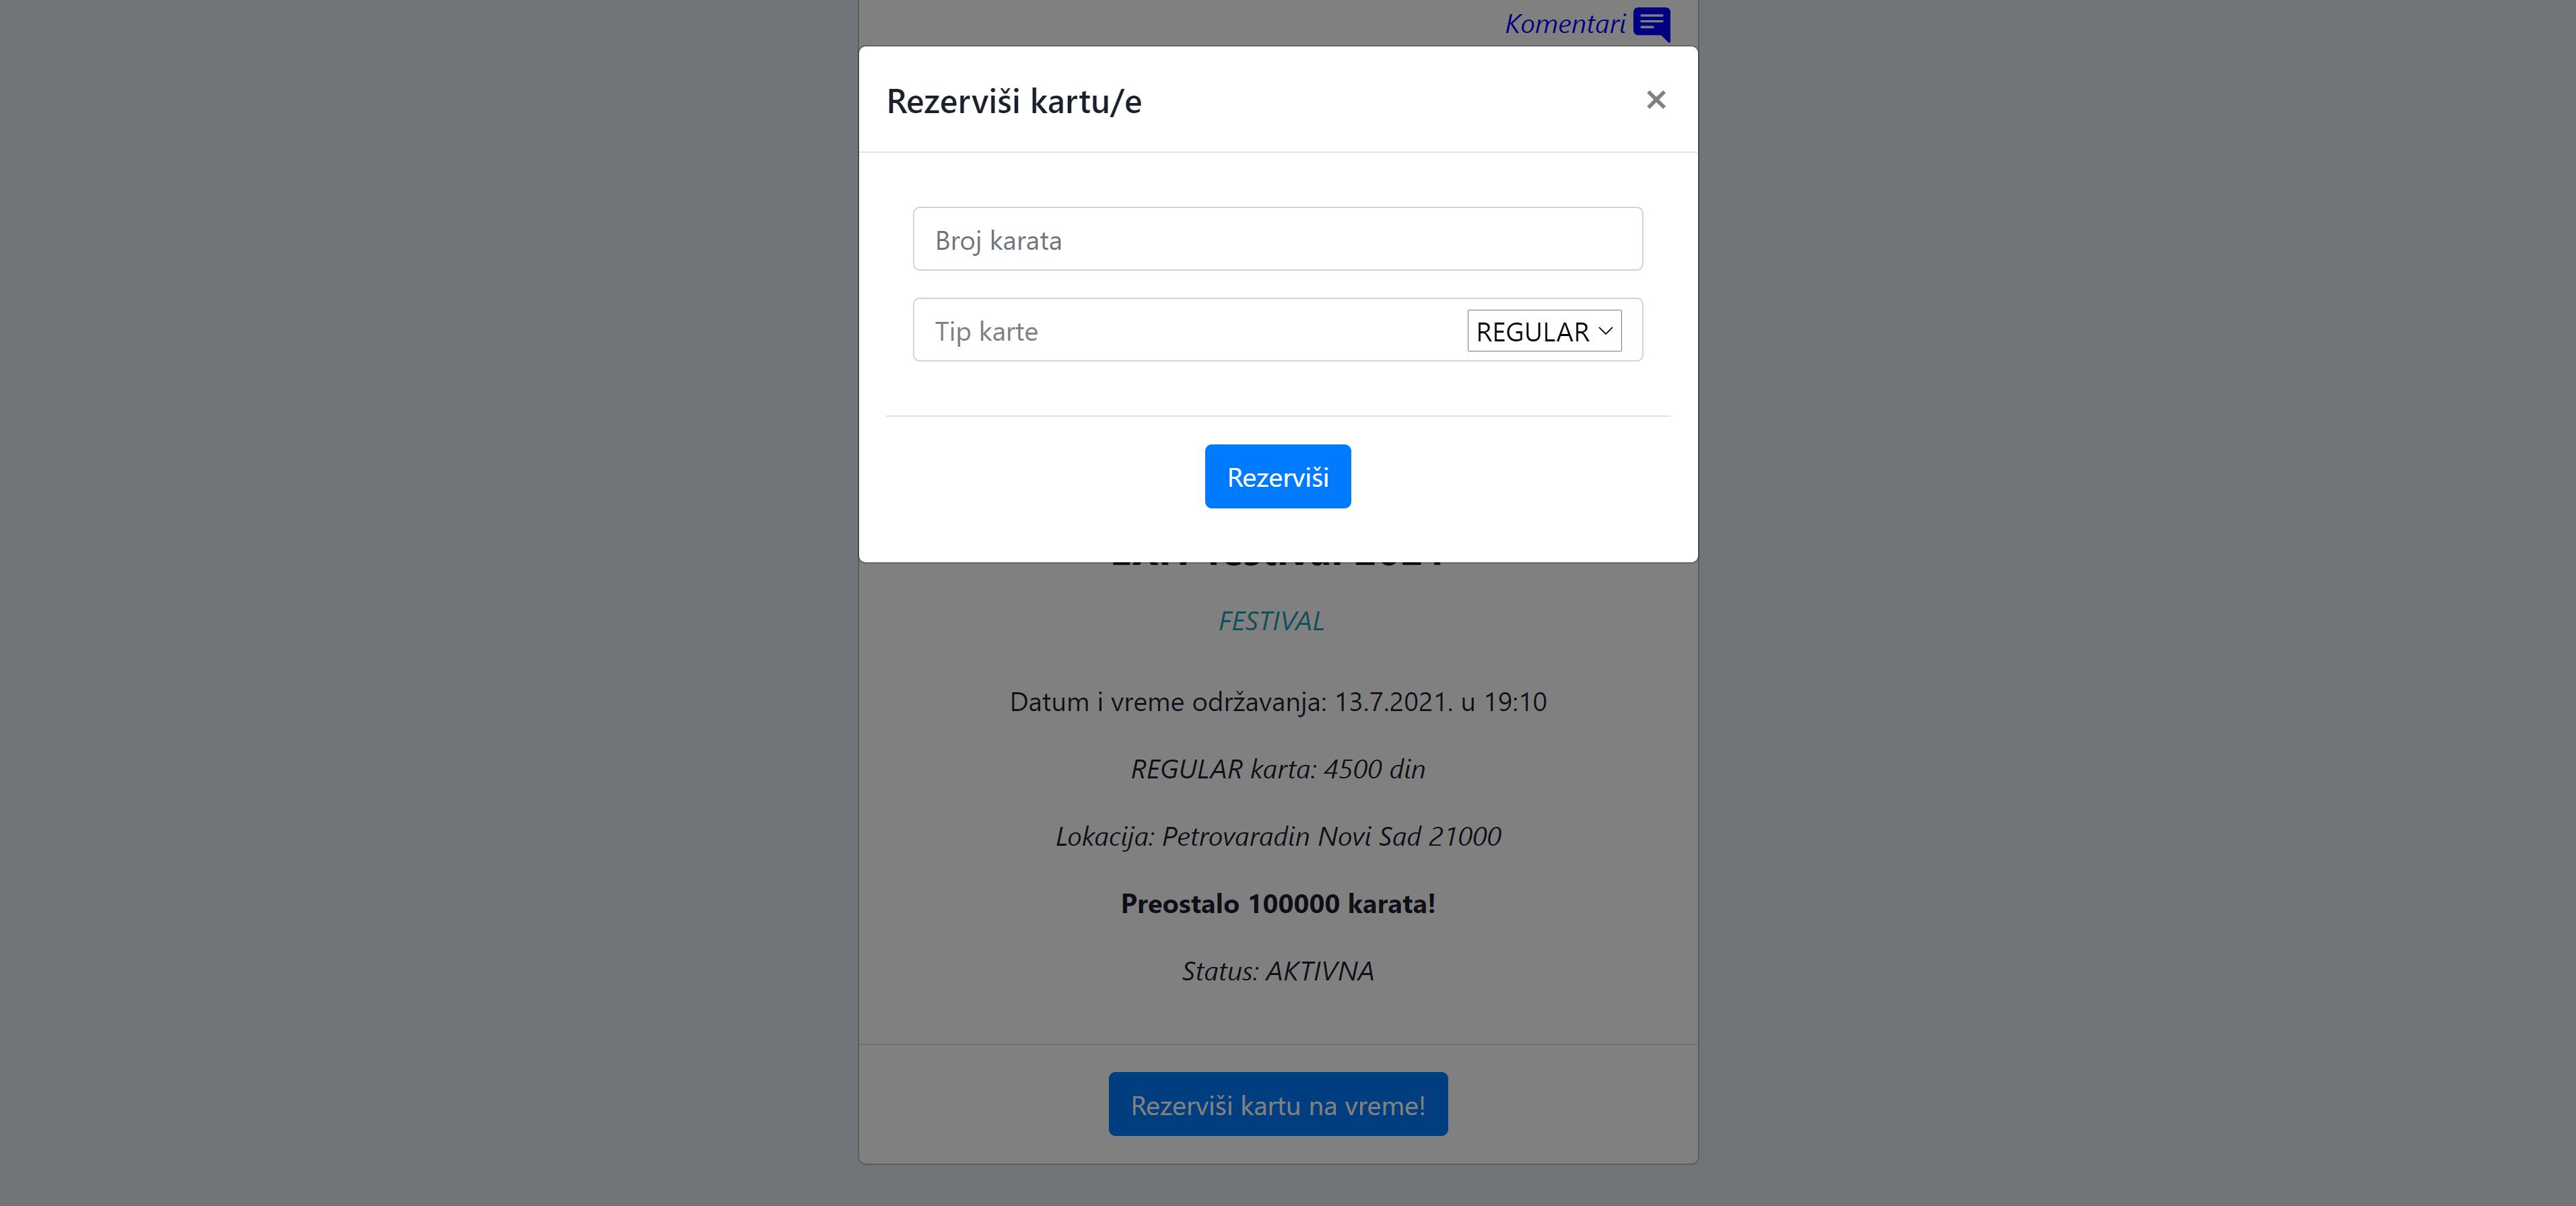 Komentari
Rezerviši kartu/e
×
Broj karata
Tip karte REGULAR
Rezerviši
FESTIVAL
Datum i vreme održavanja: 13.7.2021. u 19:10
REGULAR karta: 4500 din
Lokacija: Petrovaradin Novi Sad 21000
Preostalo 100000 karata!
Status: AKTIVNA
Rezerviši kartu na vreme!